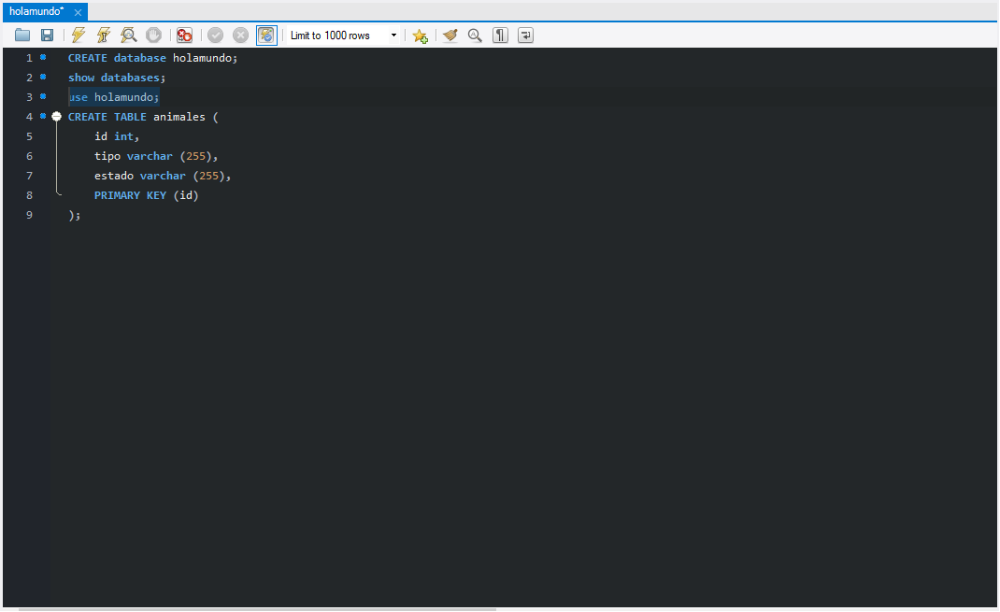 holamundo*
Limit to 1000 rows
1 CREATE database holamundo;
2 show databases;
3 use holamundo;
4 CREATE TABLE animales (
5 id int,
6 tipo varchar (255),
7 estado varchar (255),
8 PRIMARY KEY (id)
9 );